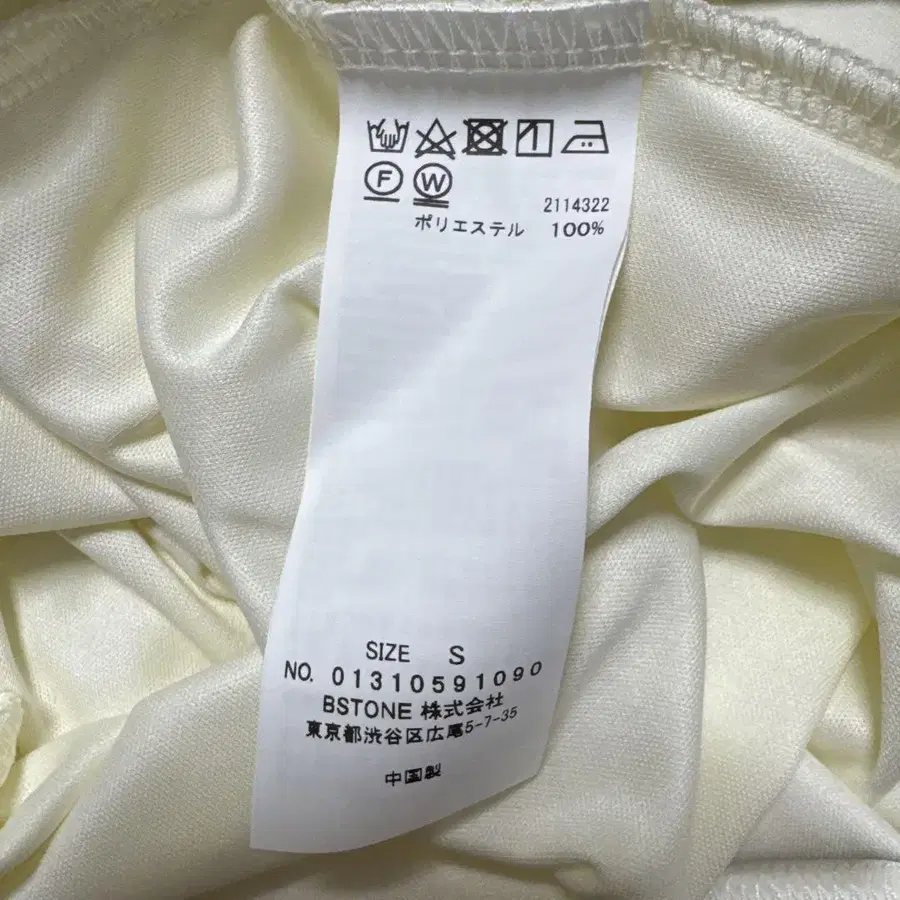 F W
2114322
ポリエステル 100%
SIZE S
NO. 01310591090
BSTONE 株式会社
東京都渋谷区広尾5-7-35
中国製